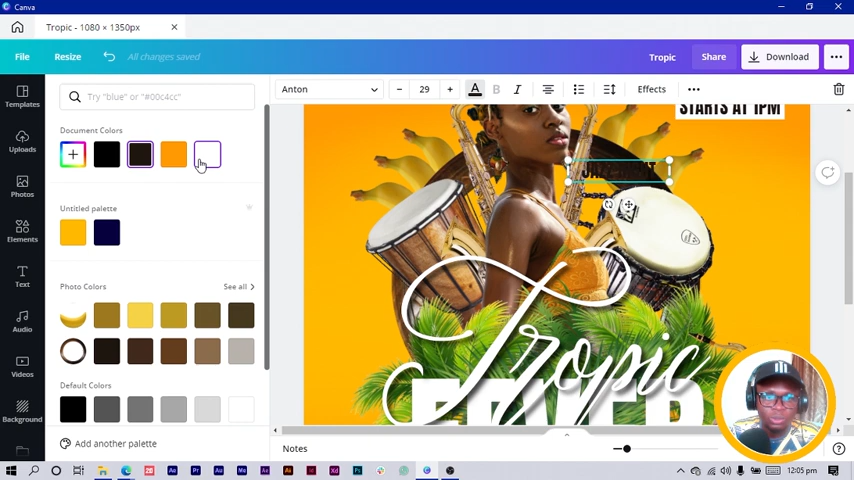 Canva
Tropic - 1080 × 1350px
File
Resize
All changes saved
Tropic
Share
Download
Templates
Uploads
Photos
Elements
Text
Audio
Videos
Background
Try "blue" or "#00c4cc"
Document Colors
Untitled palette
Photo Colors
See all
Default Colors
Add another palette
Anton
29
A
B
I
Effects
STARTS AT 1PM
Tropic
FEVER
Notes
12:05 pm